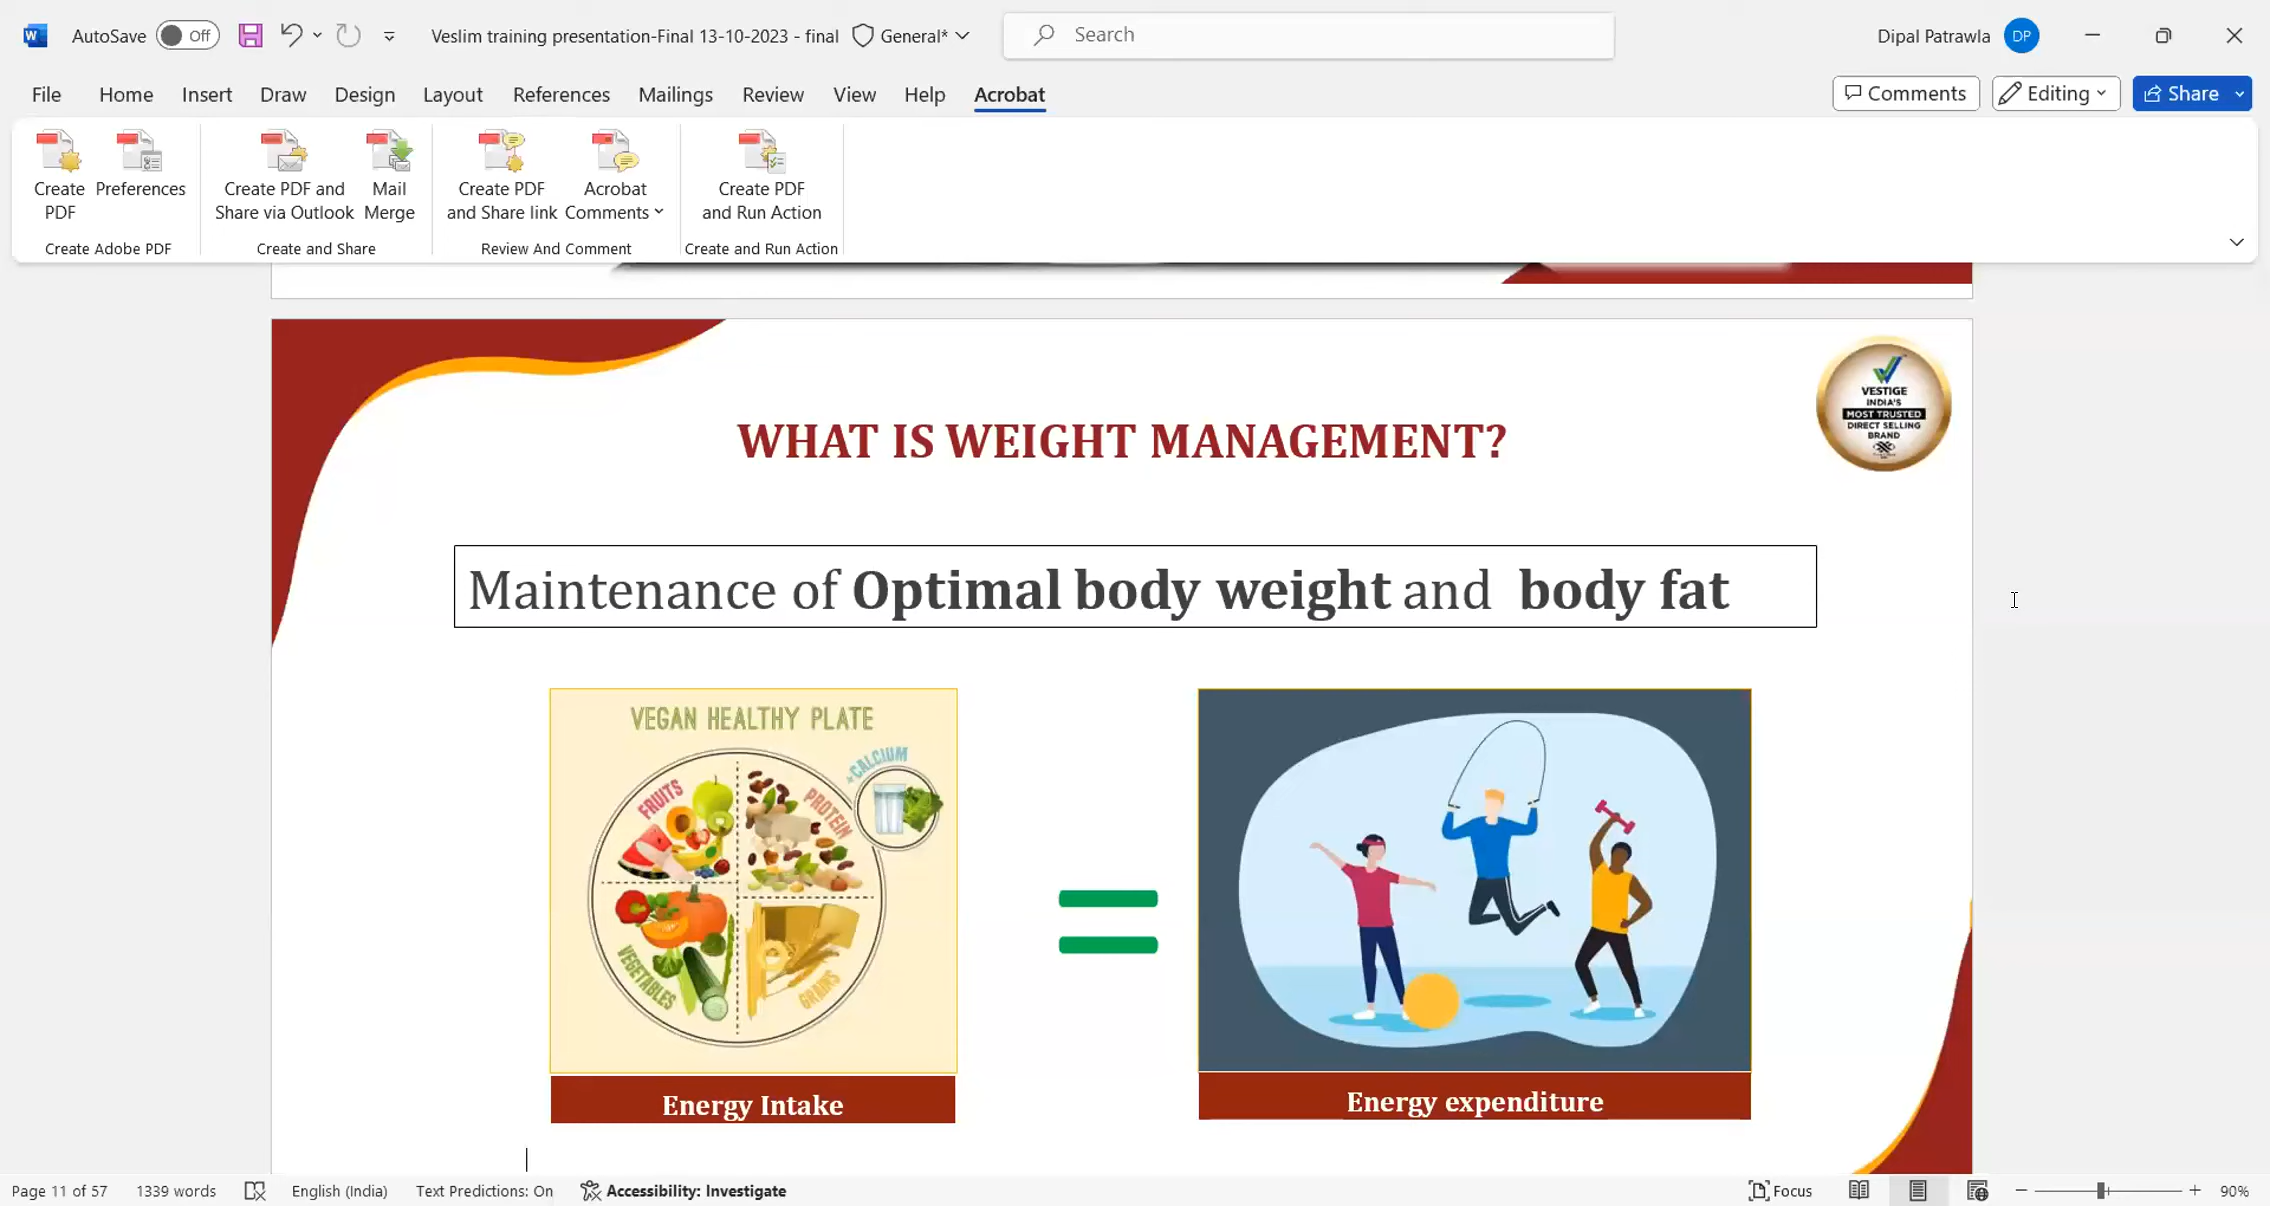 AutoSave Off Veslim training presentation-Final 13-10-2023 - final General* Search Dipal Patrawla DP
File Home Insert Draw Design Layout References Mailings Review View Help Acrobat Comments Editing Share
Create PDF
Preferences
Create PDF and Share via Outlook
Mail Merge
Create PDF and Share link
Acrobat Comments
Create PDF and Run Action
Create Adobe PDF Create and Share Review And Comment Create and Run Action
VESTIGE
INDIA'S
MOST TRUSTED
DIRECT SELLING
BRAND
WHAT IS WEIGHT MANAGEMENT?
Maintenance of Optimal body weight and body fat
VEGAN HEALTHY PLATE
+CALCIUM
FRUITS
PROTEIN
VEGETABLES
GRAINS
Energy Intake
Energy expenditure
Page 11 of 57 1339 words English (India) Text Predictions: On Accessibility: Investigate Focus 90%